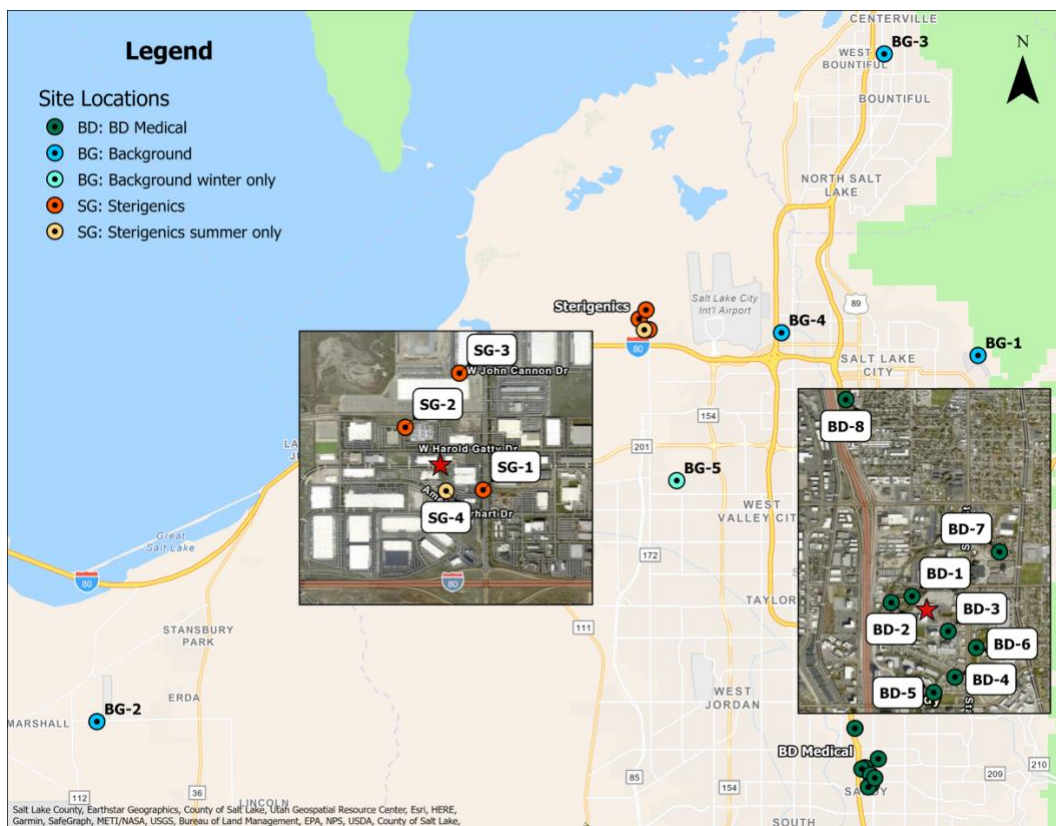 Legend
Site Locations
BD: BD Medical
BG: Background
BG: Background winter only
SG: Sterigenics
SG: Sterigenics summer only
N
CENTERVILLE
BG-3
WEST
BOUNTIFUL
BOUNTIFUL
NORTH SALT
LAKE
Sterigenics
Salt Lake City
Int'l Airport
89
BG-4
BG-1
80
SALT LAKE
CITY
SG-3
W John Cannon Dr
SG-2
W Harold Gatty Dr
SG-1
SG-4
80
154
201
BG-5
WEST
VALLEY CIT
172
BD-8
BD-7
BD-1
BD-3
BD-2
BD-6
BD-4
BD-5
Great
Salt Lake
80
STANSBURY
PARK
TAYLOR
111
ERDA
MARSHALL
BG-2
WEST
JORDAN
BD Medical
85
154
209
210
112
36
LINCOLN
SOUTH
Salt Lake County, Earthstar Geographics, County of Salt Lake, Utah Geospatial Resource Center, Esri, HERE,
Garmin, SafeGraph, METI/NASA, USGS, Bureau of Land Management, EPA, NPS, USDA, County of Salt Lake,